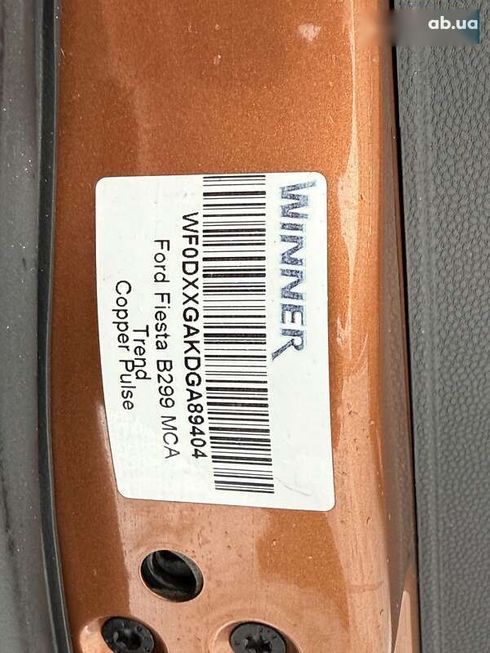 ab.ua
WINNER
WF0DXXGAKDGA89404
Ford Fiesta B299 MCA
Trend
Copper Pulse